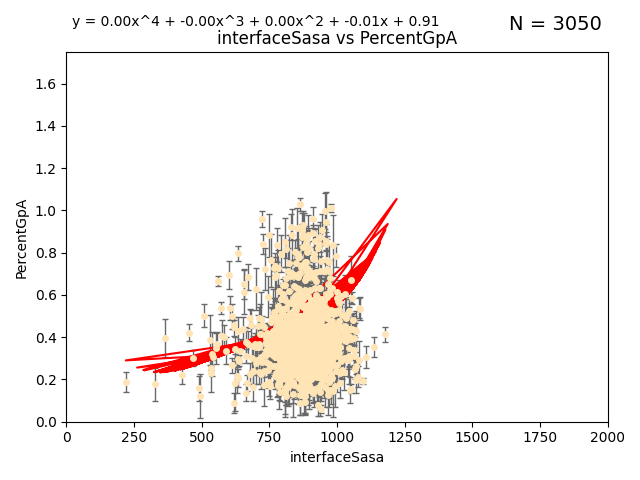 y = 0.00x^4 + -0.00x^3 + 0.00x^2 + -0.01x + 0.91
N = 3050
interfaceSasa vs PercentGpA
PercentGpA
1.6
1.4
1.2
1.0
0.8
0.6
0.4
0.2
0.0
0 250 500 750 1000 1250 1500 1750 2000
interfaceSasa